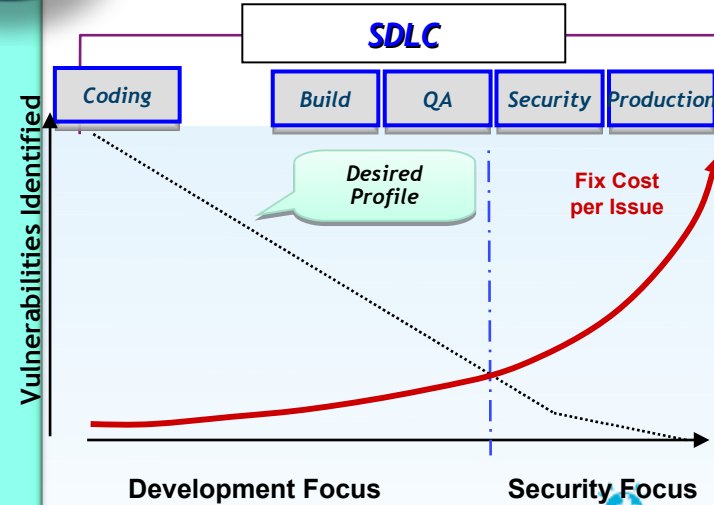 SDLC
Coding
Build
QA
Security
Production
Vulnerabilities Identified
Desired
Profile
Fix Cost
per Issue
Development Focus
Security Focus